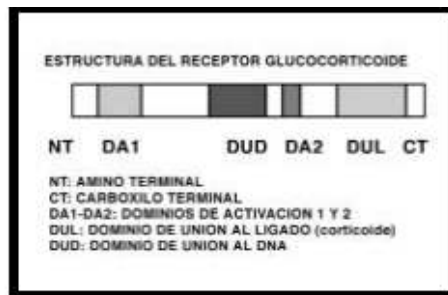 ESTRUCTURA DEL RECEPTOR GLUCOCORTICOIDE
NT DA1 DUD DA2 DUL CT
NT: AMINO TERMINAL
CT: CARBOXILO TERMINAL
DA1-DA2: DOMINIOS DE ACTIVACION 1 Y 2
DUL: DOMINIO DE UNION AL LIGADO (corticoide)
DUD: DOMINIO DE UNION AL DNA